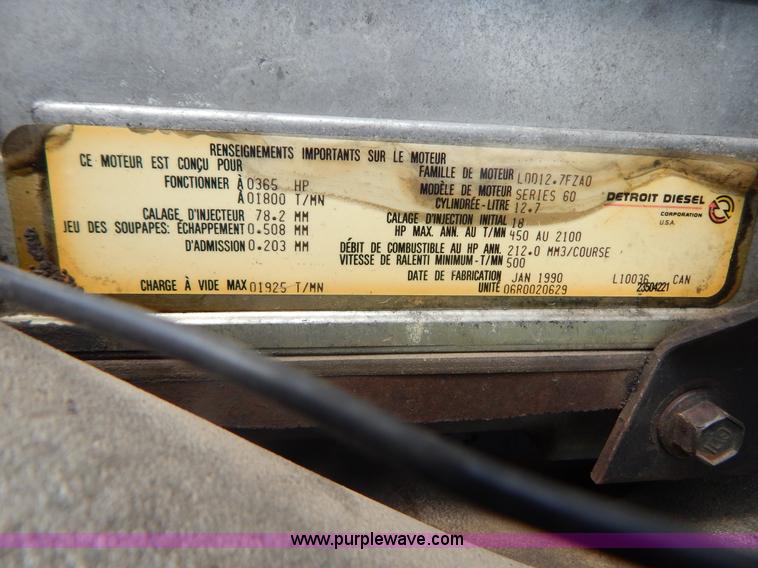 RENSEIGNEMENTS IMPORTANTS SUR LE MOTEUR
CE MOTEUR EST CONÇU POUR
FONCTIONNER À 0365 HP
À 01800 T/MN
CALAGE D'INJECTEUR 78.2 MM
JEU DES SOUPAPES: ÉCHAPPEMENT 0.508 MM
D'ADMISSION 0.203 MM
CHARGE À VIDE MAX 01925 T/MN
FAMILLE DE MOTEUR LDD12.7FZA0
MODÈLE DE MOTEUR SERIES 60
CYLINDRÉE-LITRE 12.7
CALAGE D'INJECTION INITIAL 18
HP MAX. ANN. AU T/MN 450 AU 2100
DÉBIT DE COMBUSTIBLE AU HP ANN. 212.0 MM3/COURSE
VITESSE DE RALENTI MINIMUM-T/MN 500
DATE DE FABRICATION JAN 1990
UNITÉ 06R0020629
DETROIT DIESEL
CORPORATION
U.S.A.
L10036 CAN
23504221
www.purplewave.com